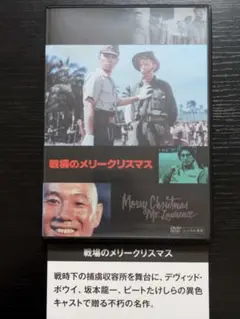 戦場のメリークリスマス
Merry Christmas
Mr. Lawrence
DVD
戦場のメリークリスマス
戦時下の捕虜収容所を舞台に、デヴィッド・
ボウイ、坂本龍一、ビートたけしらの異色
キャストで贈る不朽の名作。